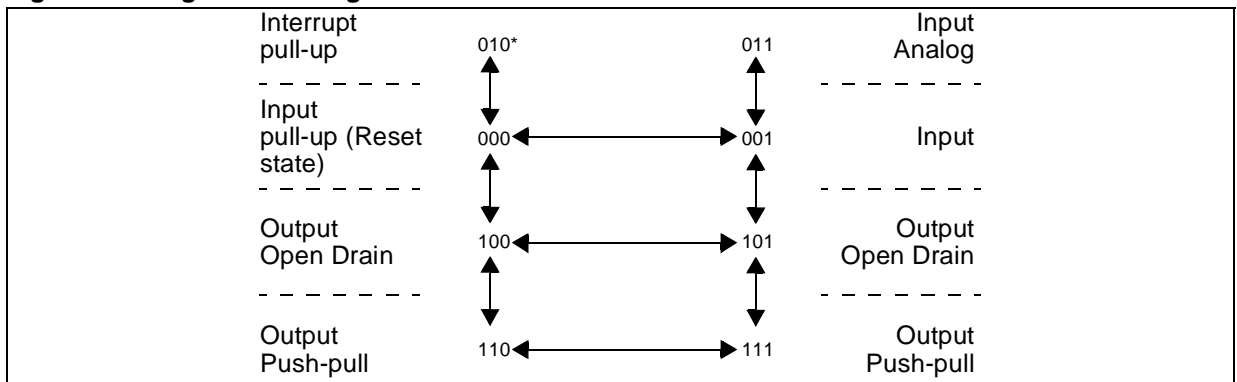 Interrupt
pull-up
010*
011
Input
Analog
Input
pull-up (Reset
state)
000
001
Input
Output
Open Drain
100
101
Output
Open Drain
Output
Push-pull
110
111
Output
Push-pull